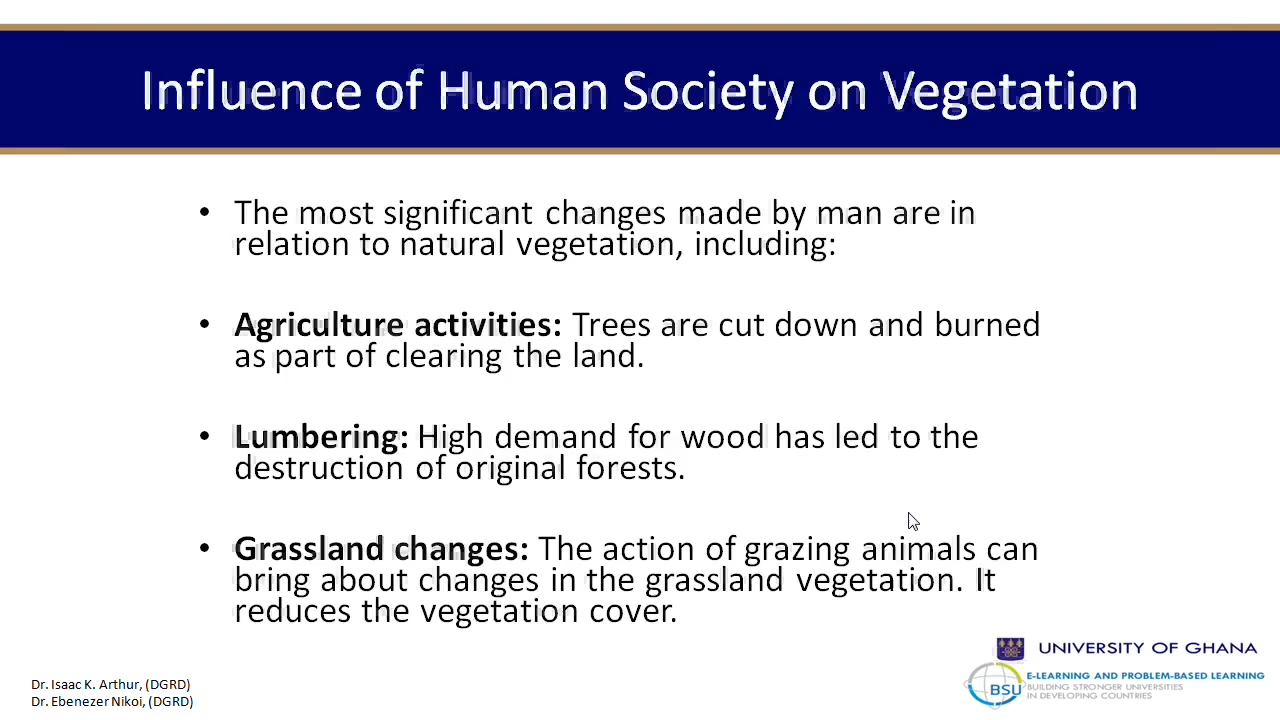 Influence of Human Society on Vegetation
• The most significant changes made by man are in
relation to natural vegetation, including:
• Agriculture activities: Trees are cut down and burned
as part of clearing the land.
• Lumbering: High demand for wood has led to the
destruction of original forests.
• Grassland changes: The action of grazing animals can
bring about changes in the grassland vegetation. It
reduces the vegetation cover.
Dr. Isaac K. Arthur, (DGRD)
Dr. Ebenezer Nikoi, (DGRD)
UNIVERSITY OF GHANA
BSU
E-LEARNING AND PROBLEM-BASED LEARNING
BUILDING STRONGER UNIVERSITIES
IN DEVELOPING COUNTRIES